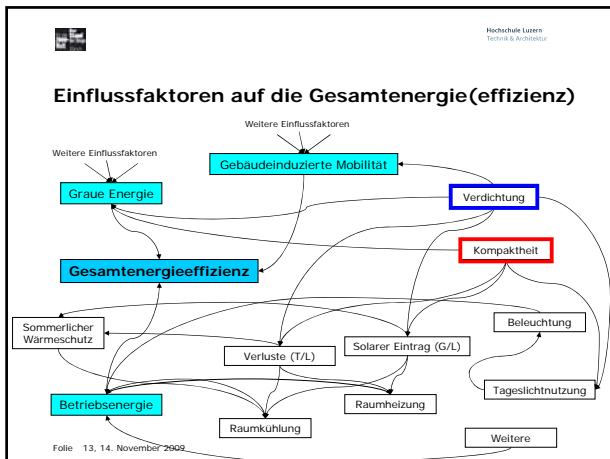 Hochschule Luzern
Technik & Architektur
Einflussfaktoren auf die Gesamtenergie(effizienz)
Weitere Einflussfaktoren
Weitere Einflussfaktoren
Gebäudeinduzierte Mobilität
Graue Energie
Verdichtung
Kompaktheit
Gesamtenergieeffizienz
Sommerlicher
Wärmeschutz
Verluste (T/L)
Solarer Eintrag (G/L)
Beleuchtung
Betriebsenergie
Raumkühlung
Raumheizung
Tageslichtnutzung
Weitere
Folie 13, 14. November 2009